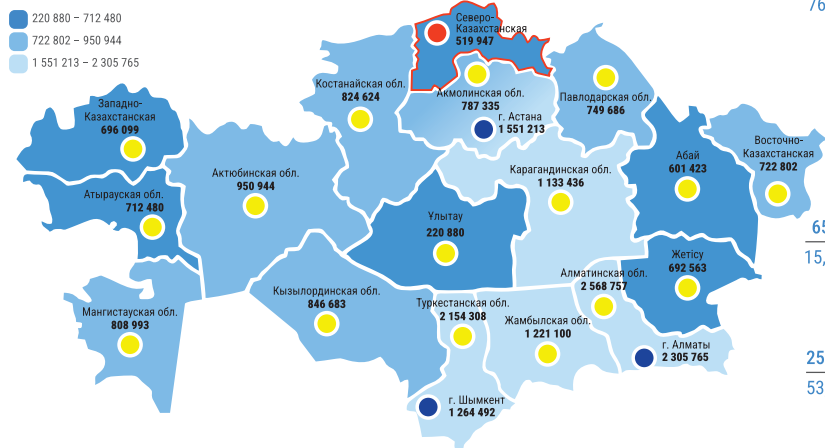 220 880 – 712 480
722 802 – 950 944
1 551 213 – 2 305 765
76
Северо-
Казахстанская
519 947
Костанайская обл.
824 624
Акмолинская обл.
787 335
г. Астана
1 551 213
Павлодарская обл.
749 686
Западно-
Казахстанская
696 099
Восточно-
Казахстанская
722 802
Абай
601 423
Карагандинская обл.
1 133 436
Актюбинская обл.
950 944
Атырауская обл.
712 480
Ұлытау
220 880
65
15,
Жетісу
692 563
Алматинская обл.
2 568 757
Кызылординская обл.
846 683
Туркестанская обл.
2 154 308
Мангистауская обл.
808 993
Жамбылская обл.
1 221 100
г. Алматы
2 305 765
25
53
г. Шымкент
1 264 492